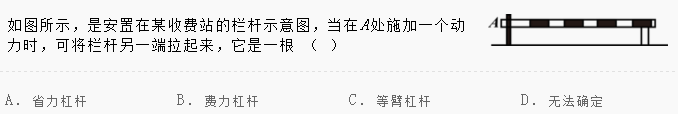 如图所示，是安置在某收费站的栏杆示意图，当在A处施加一个动
力时，可将栏杆另一端拉起来，它是一根 （ ）
A
A. 省力杠杆 B. 费力杠杆 C. 等臂杠杆 D. 无法确定